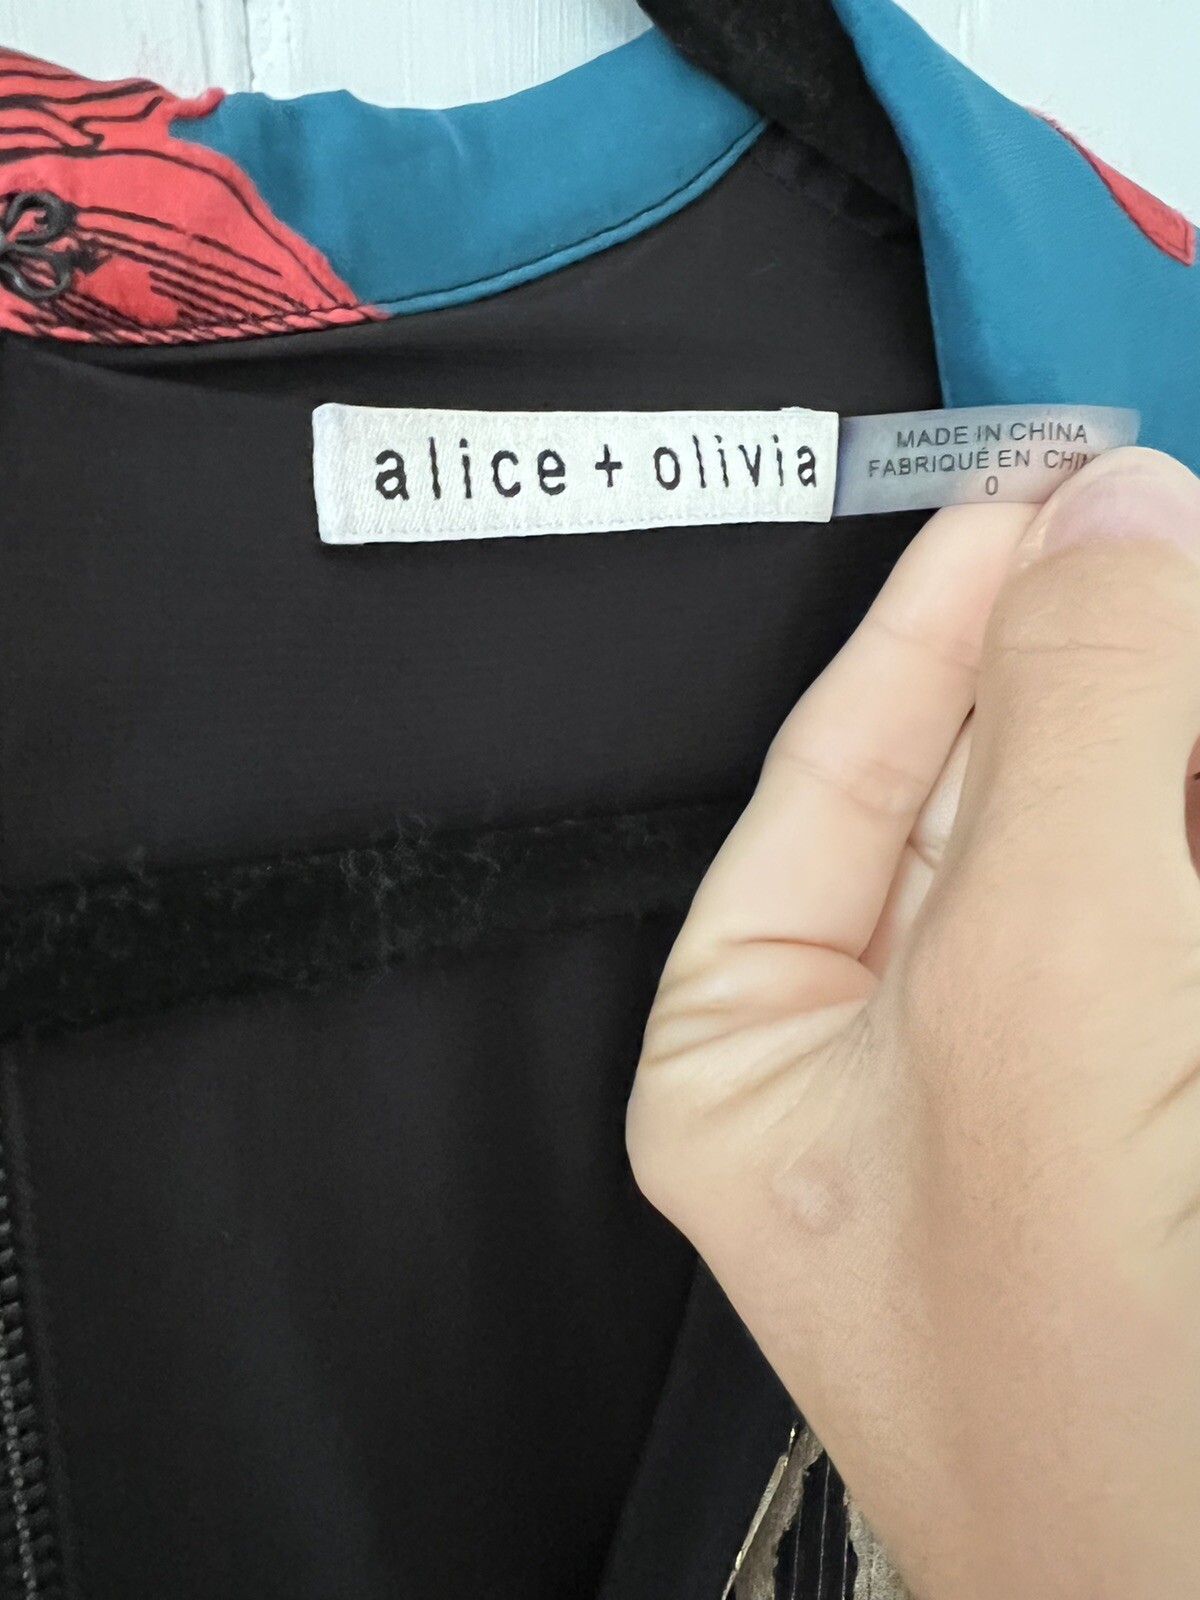 alice + olivia
MADE IN CHINA
FABRIQUÉ EN
0